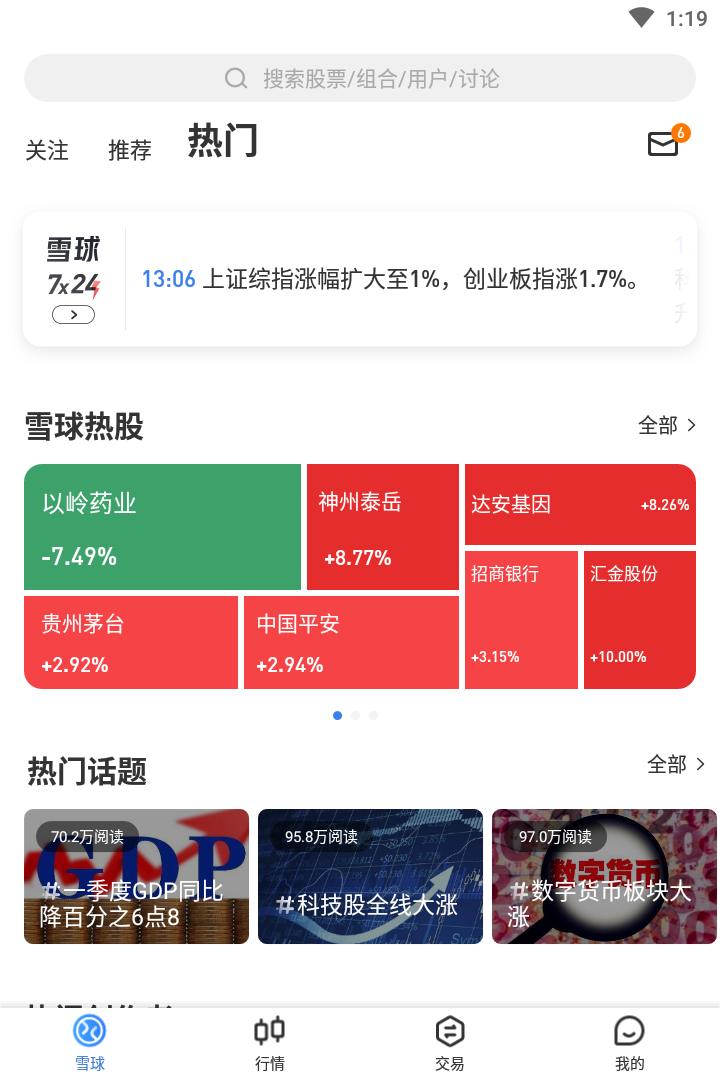 1:19
搜索股票/组合/用户/讨论
关注 推荐 热门
6
雪球
7x24
13:06 上证综指涨幅扩大至1%，创业板指涨1.7%。
雪球热股 全部
以岭药业
-7.49%
神州泰岳
+8.77%
达安基因 +8.26%
贵州茅台
+2.92%
中国平安
+2.94%
招商银行
+3.15%
汇金股份
+10.00%
热门话题 全部
70.2万阅读
GDP
#一季度GDP同比
降百分之6点8
95.8万阅读
#科技股全线大涨
97.0万阅读
数字货币
#数字货币板块大
涨
雪球 行情 交易 我的